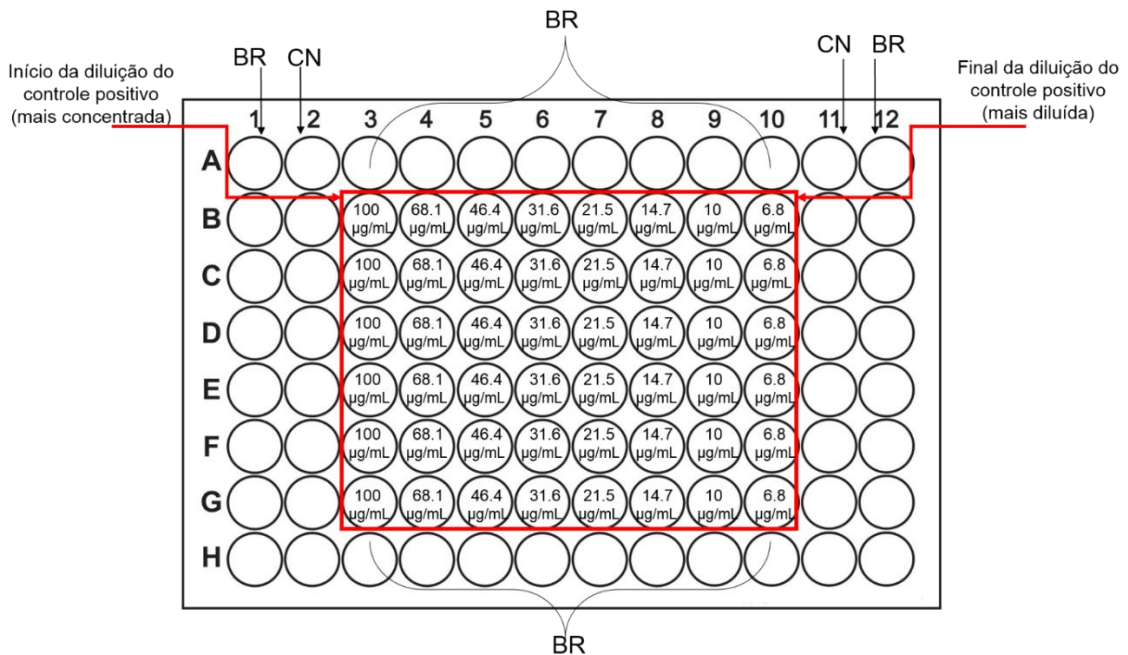 BR
BR CN
CN BR
Início da diluição do
controle positivo
(mais concentrada)
Final da diluição do
controle positivo
(mais diluída)
1 2 3 4 5 6 7 8 9 10 11 12
A
B 100 µg/mL 68.1 µg/mL 46.4 µg/mL 31.6 µg/mL 21.5 µg/mL 14.7 µg/mL 10 µg/mL 6.8 µg/mL
C 100 µg/mL 68.1 µg/mL 46.4 µg/mL 31.6 µg/mL 21.5 µg/mL 14.7 µg/mL 10 µg/mL 6.8 µg/mL
D 100 µg/mL 68.1 µg/mL 46.4 µg/mL 31.6 µg/mL 21.5 µg/mL 14.7 µg/mL 10 µg/mL 6.8 µg/mL
E 100 µg/mL 68.1 µg/mL 46.4 µg/mL 31.6 µg/mL 21.5 µg/mL 14.7 µg/mL 10 µg/mL 6.8 µg/mL
F 100 µg/mL 68.1 µg/mL 46.4 µg/mL 31.6 µg/mL 21.5 µg/mL 14.7 µg/mL 10 µg/mL 6.8 µg/mL
G 100 µg/mL 68.1 µg/mL 46.4 µg/mL 31.6 µg/mL 21.5 µg/mL 14.7 µg/mL 10 µg/mL 6.8 µg/mL
H
BR